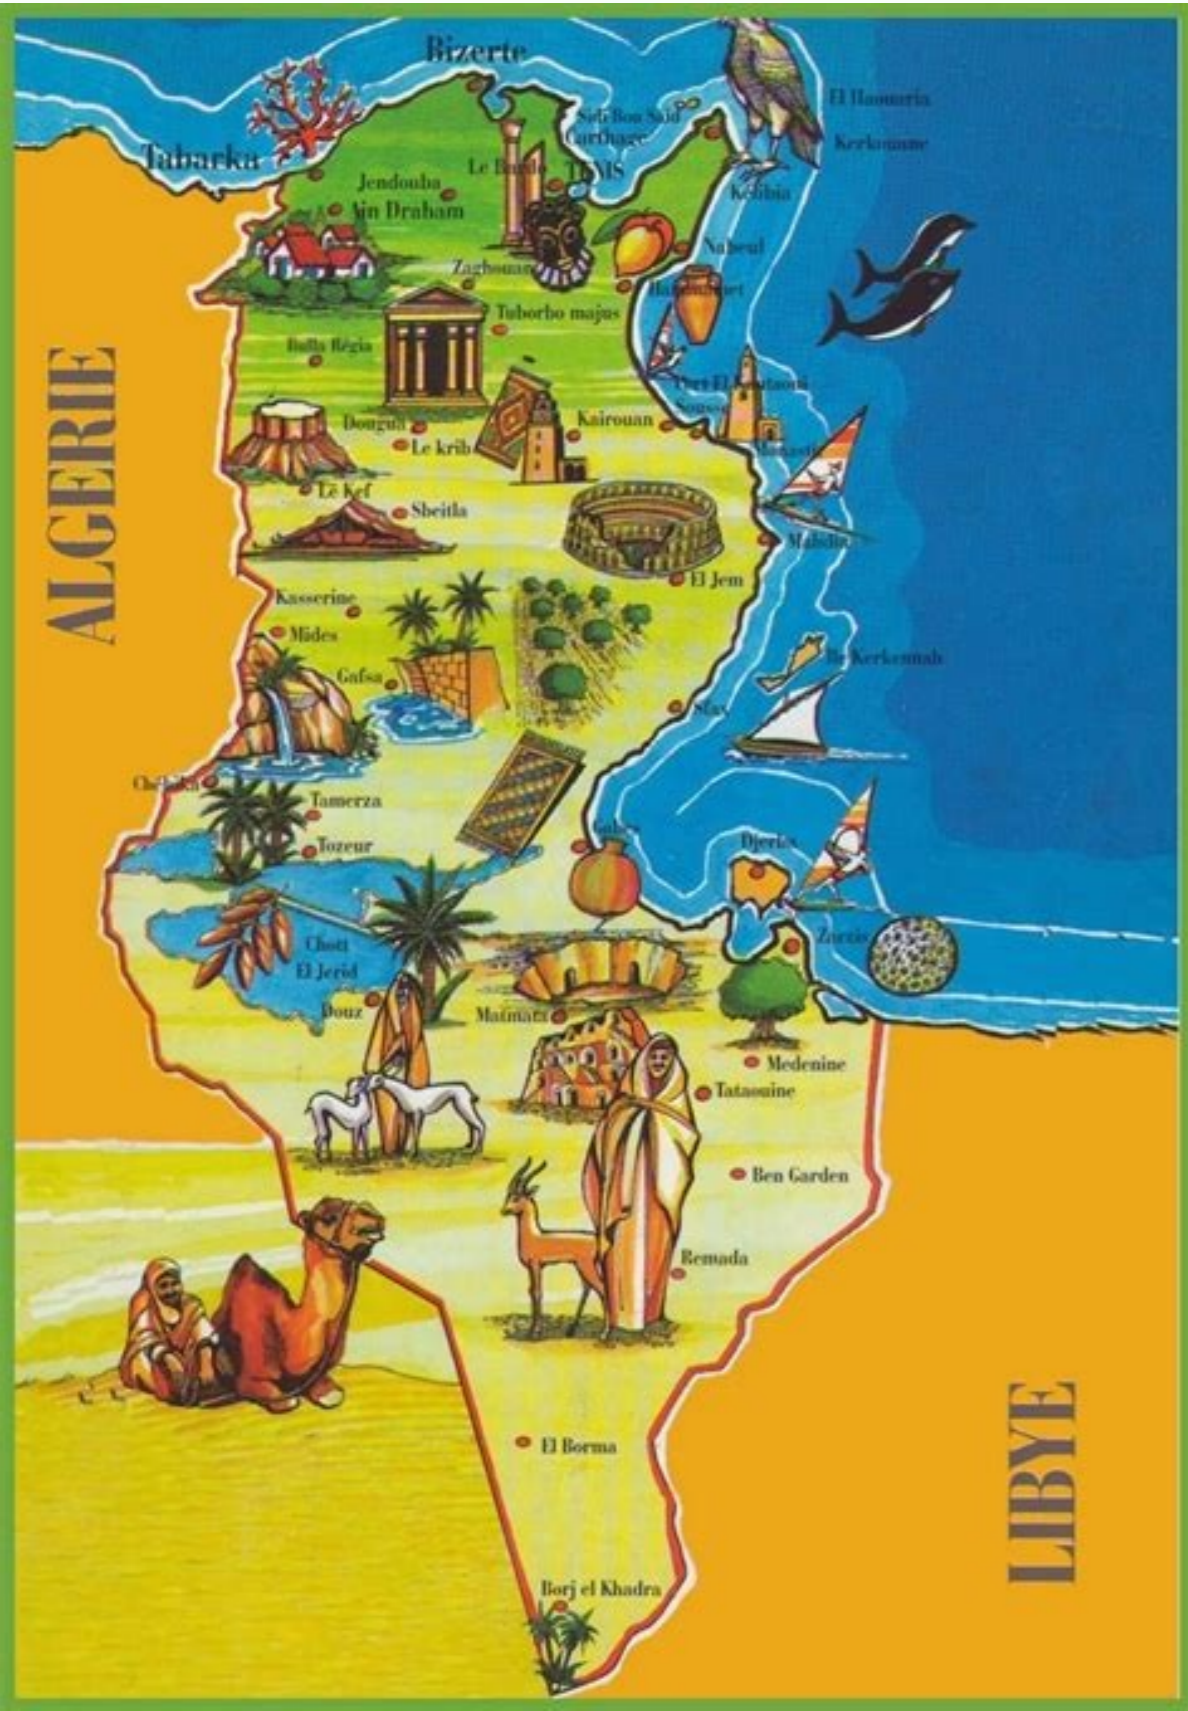 Bizerte
El Haouaria
Sidi Bou Said
Carthage
Kerkouane
Tabarka
Le Bardo
TUNIS
Jendouba
Kelibia
Ain Draham
Nabeul
Zaghouan
Hammamet
Tuborbo majus
Bulla Régia
ALGERIE
Port El Kantaoui
Sousse
Dougua
Kairouan
Le krib
Monastir
Le Kef
Sbeitla
Mahdia
El Jem
Kasserine
Mides
Ile Kerkennah
Gafsa
Sfax
Chebika
Tamerza
Gabes
Djerba
Tozeur
Zarzis
Chott
El Jerid
Douz
Matmata
Medenine
Tataouine
Ben Garden
Remada
El Borma
LIBYE
Borj el Khadra